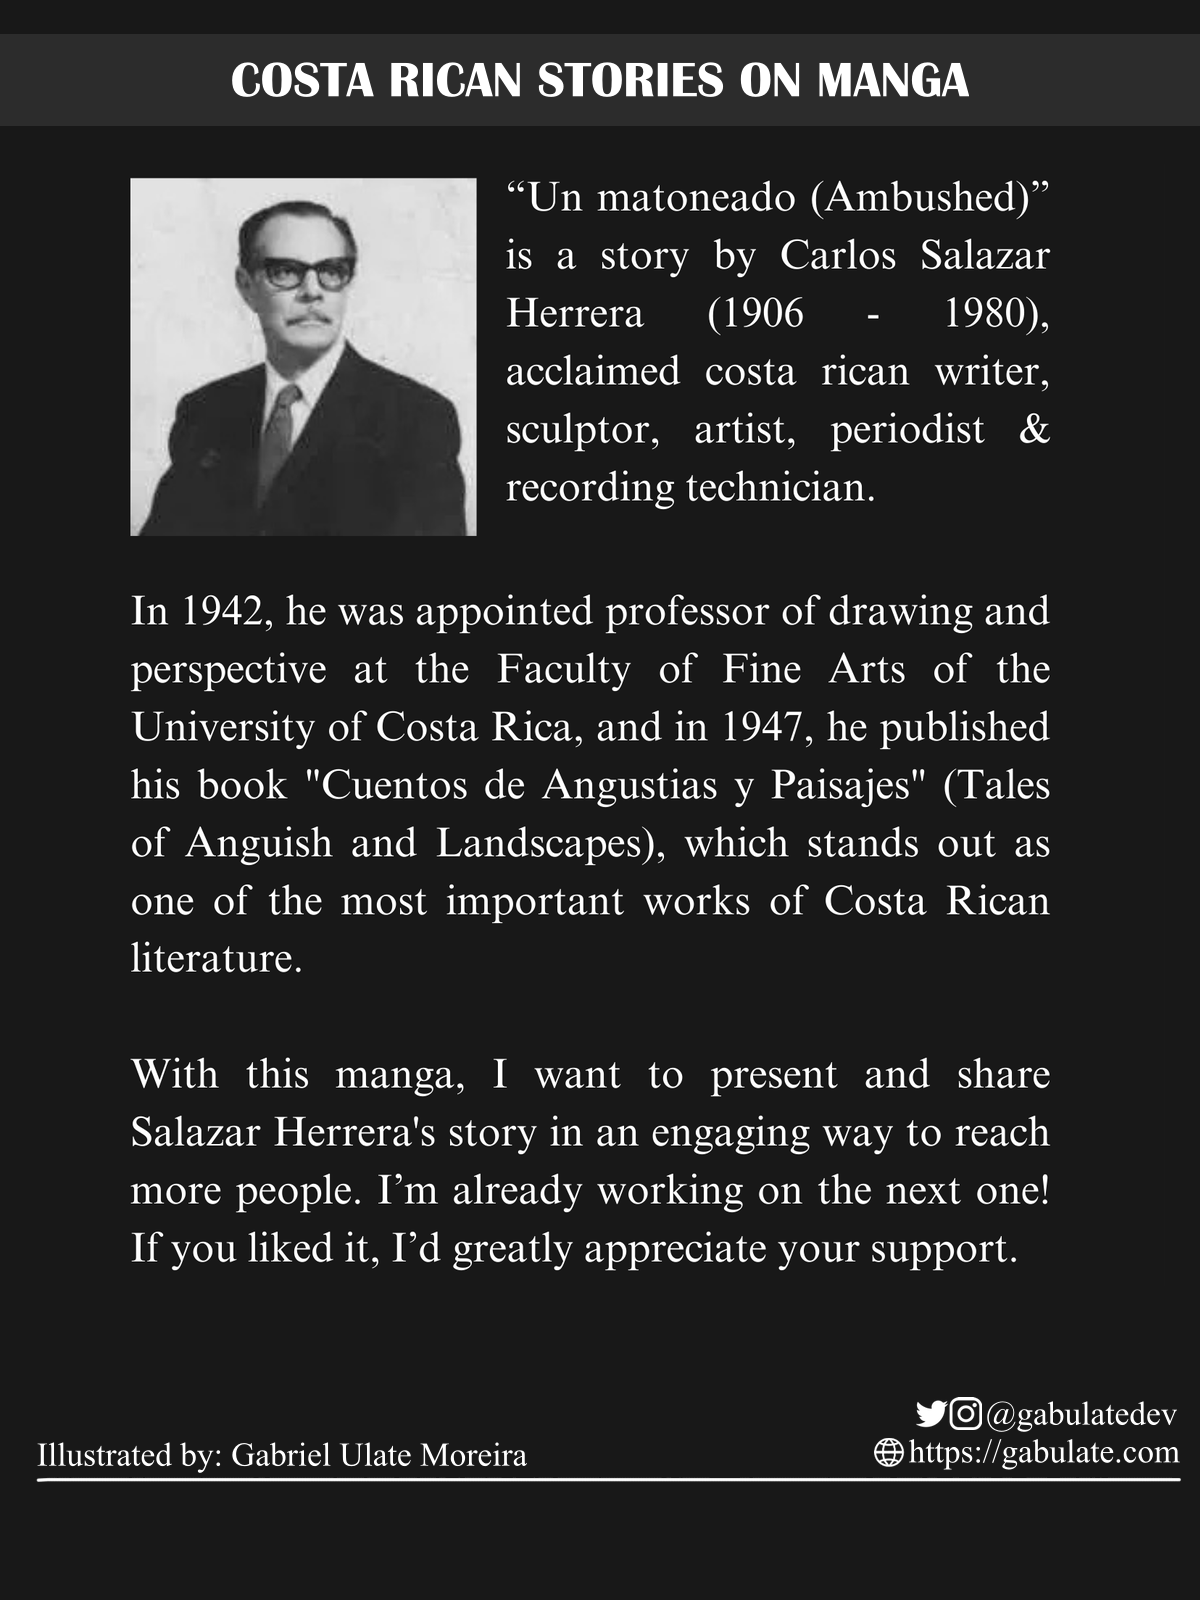 COSTA RICAN STORIES ON MANGA
“Un matoneado (Ambushed)”
is a story by Carlos Salazar
Herrera (1906 - 1980),
acclaimed costa rican writer,
sculptor, artist, periodist &
recording technician.
In 1942, he was appointed professor of drawing and
perspective at the Faculty of Fine Arts of the
University of Costa Rica, and in 1947, he published
his book "Cuentos de Angustias y Paisajes" (Tales
of Anguish and Landscapes), which stands out as
one of the most important works of Costa Rican
literature.
With this manga, I want to present and share
Salazar Herrera's story in an engaging way to reach
more people. I’m already working on the next one!
If you liked it, I’d greatly appreciate your support.
@gabulatedev
Illustrated by: Gabriel Ulate Moreira
https://gabulate.com